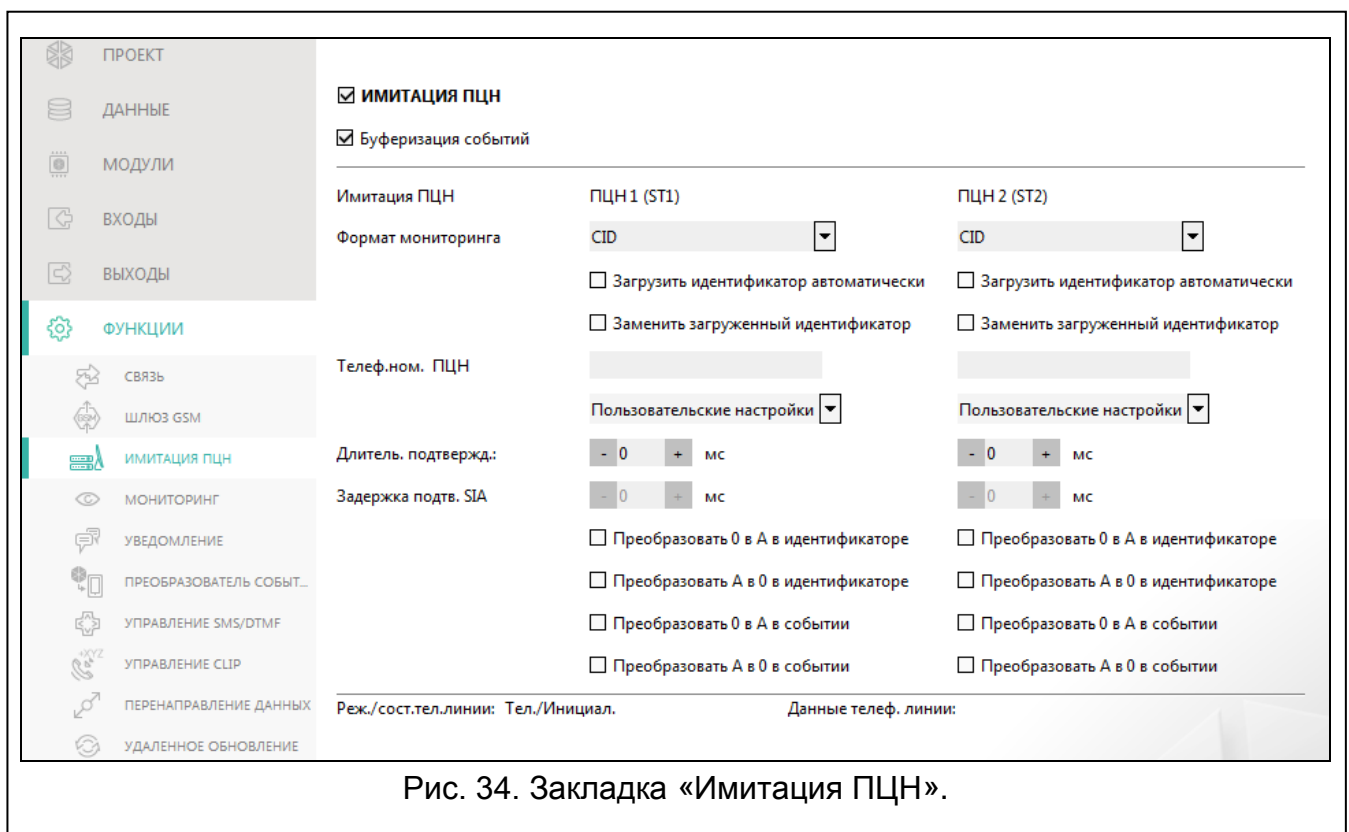 ПРОЕКТ
ДАННЫЕ
МОДУЛИ
ВХОДЫ
ВЫХОДЫ
ФУНКЦИИ
СВЯЗЬ
GSM
ШЛЮЗ GSM
ИМИТАЦИЯ ПЦН
МОНИТОРИНГ
УВЕДОМЛЕНИЕ
ПРЕОБРАЗОВАТЕЛЬ СОБЫТ...
УПРАВЛЕНИЕ SMS/DTMF
+XYZ
УПРАВЛЕНИЕ CLIP
ПЕРЕНАПРАВЛЕНИЕ ДАННЫХ
УДАЛЕННОЕ ОБНОВЛЕНИЕ
ИМИТАЦИЯ ПЦН
Буферизация событий
Имитация ПЦН ПЦН 1 (ST1) ПЦН 2 (ST2)
Формат мониторинга CID CID
Загрузить идентификатор автоматически Загрузить идентификатор автоматически
Заменить загруженный идентификатор Заменить загруженный идентификатор
Телеф.ном. ПЦН
Пользовательские настройки Пользовательские настройки
Длитель. подтвержд.: - 0 + мс - 0 + мс
Задержка подтв. SIA - 0 + мс - 0 + мс
Преобразовать 0 в A в идентификаторе Преобразовать 0 в A в идентификаторе
Преобразовать A в 0 в идентификаторе Преобразовать A в 0 в идентификаторе
Преобразовать 0 в A в событии Преобразовать 0 в A в событии
Преобразовать A в 0 в событии Преобразовать A в 0 в событии
Реж./сост.тел.линии: Тел./Инициал. Данные телеф. линии:
Рис. 34. Закладка «Имитация ПЦН».